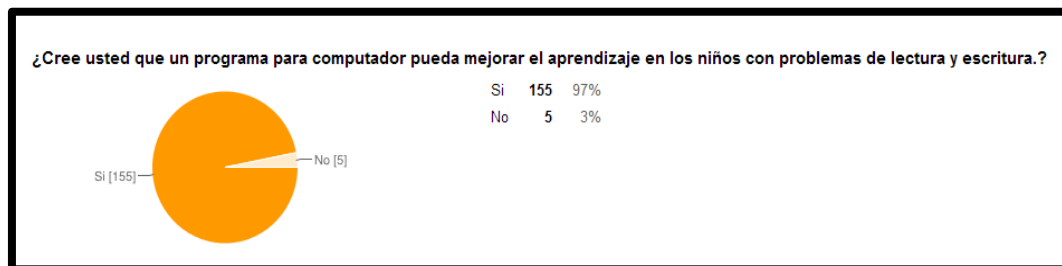 ¿Cree usted que un programa para computador pueda mejorar el aprendizaje en los niños con problemas de lectura y escritura.?
Si 155 97%
No 5 3%
No [5]
Si [155]